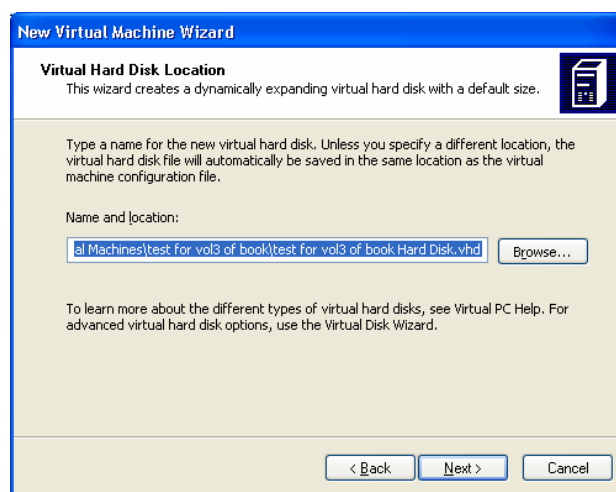 New Virtual Machine Wizard
Virtual Hard Disk Location
This wizard creates a dynamically expanding virtual hard disk with a default size.
Type a name for the new virtual hard disk. Unless you specify a different location, the
virtual hard disk file will automatically be saved in the same location as the virtual
machine configuration file.
Name and location:
al Machines\test for vol3 of book\test for vol3 of book Hard Disk.vhd
Browse...
To learn more about the different types of virtual hard disks, see Virtual PC Help. For
advanced virtual hard disk options, use the Virtual Disk Wizard.
< Back
Next >
Cancel